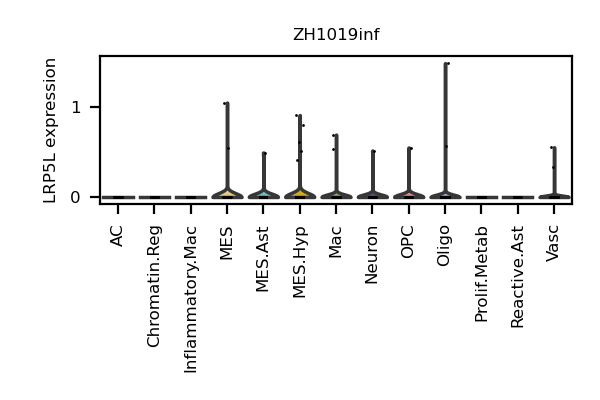 ZH1019inf
LRP5L expression
1
0
AC
Chromatin.Reg
Inflammatory.Mac
MES
MES.Ast
MES.Hyp
Mac
Neuron
OPC
Oligo
Prolif.Metab
Reactive.Ast
Vasc